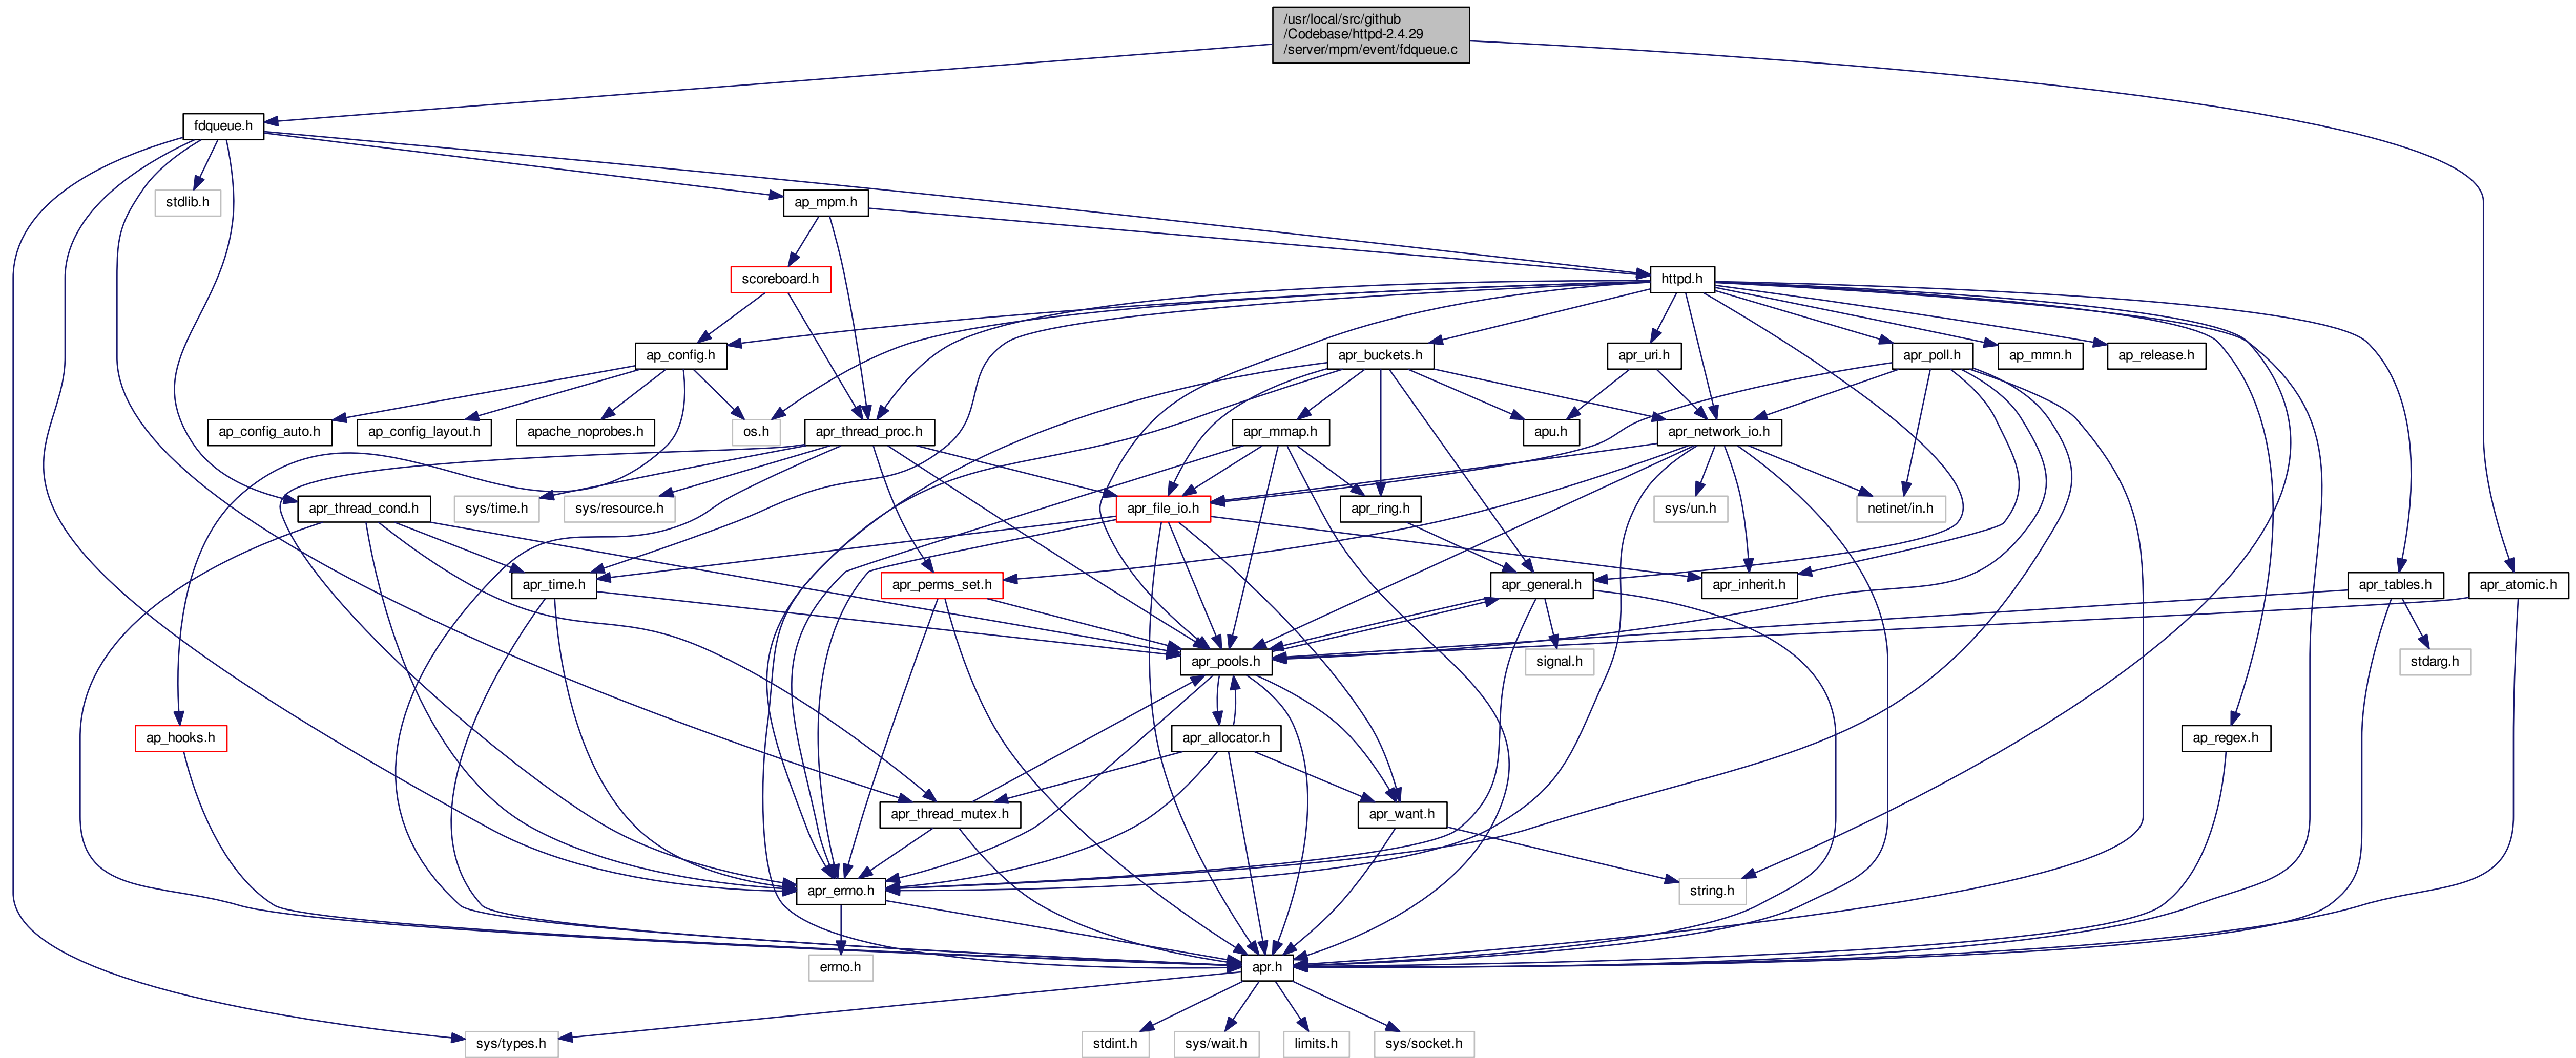 /usr/local/src/github
/Codebase/httpd-2.4.29
/server/mpm/event/fdqueue.c
fdqueue.h
stdlib.h
ap_mpm.h
scoreboard.h
httpd.h
ap_config.h
apr_buckets.h
apr_uri.h
apr_poll.h
ap_mmn.h
ap_release.h
ap_config_auto.h
ap_config_layout.h
apache_noprobes.h
os.h
apr_thread_proc.h
apr_mmap.h
apu.h
apr_network_io.h
apr_thread_cond.h
sys/time.h
sys/resource.h
apr_file_io.h
apr_ring.h
sys/un.h
netinet/in.h
apr_time.h
apr_perms_set.h
apr_general.h
apr_inherit.h
apr_tables.h
apr_atomic.h
apr_pools.h
signal.h
stdarg.h
ap_hooks.h
apr_allocator.h
ap_regex.h
apr_thread_mutex.h
apr_want.h
apr_errno.h
string.h
errno.h
apr.h
sys/types.h
stdint.h
sys/wait.h
limits.h
sys/socket.h